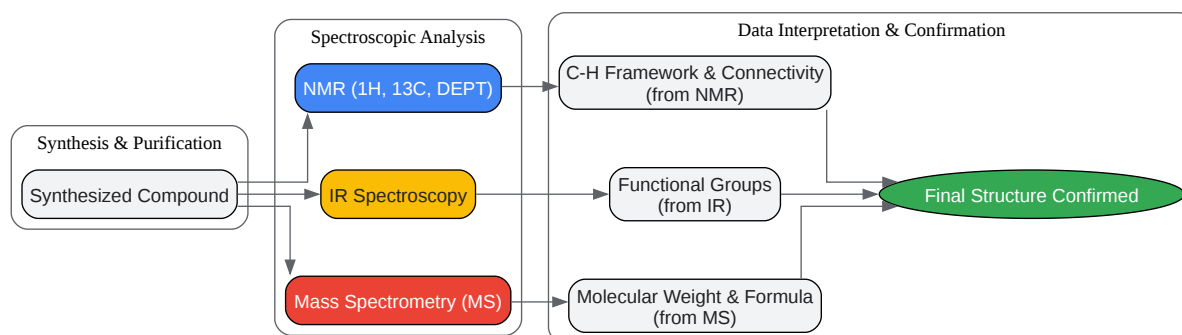 Synthesis & Purification
Synthesized Compound
Spectroscopic Analysis
NMR (1H, 13C, DEPT)
IR Spectroscopy
Mass Spectrometry (MS)
Data Interpretation & Confirmation
C-H Framework & Connectivity
(from NMR)
Functional Groups
(from IR)
Molecular Weight & Formula
(from MS)
Final Structure Confirmed